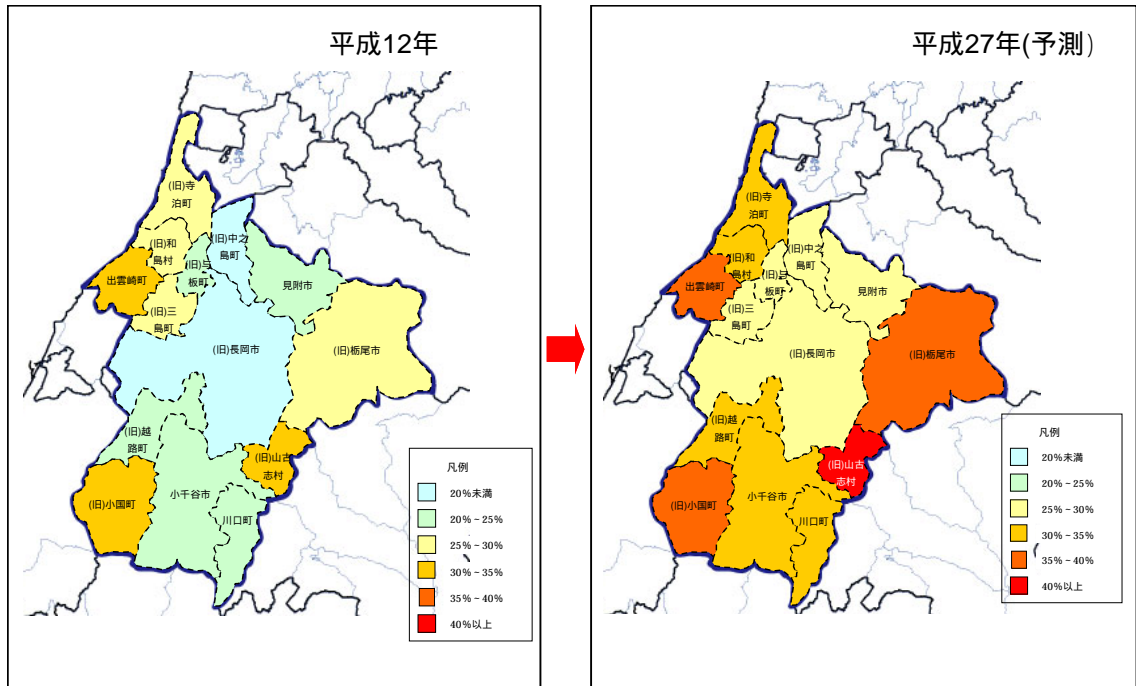 平成12年
(旧)寺
泊町
(旧)和
島村
(旧)中之
島町
(旧)与
板町
出雲崎町
見附市
(旧)三
島町
(旧)長岡市
(旧)栃尾市
(旧)越
路町
(旧)山古
志村
(旧)小国町
小千谷市
川口町
凡例
20%未満
20%~25%
25%~30%
30%~35%
35%~40%
40%以上
平成27年(予測)
(旧)寺
泊町
(旧)和
島村
(旧)中之
島町
(旧)与
板町
出雲崎町
見附市
(旧)三
島町
(旧)長岡市
(旧)栃尾市
(旧)越
路町
(旧)山古
志村
(旧)小国町
小千谷市
川口町
凡例
20%未満
20%~25%
25%~30%
30%~35%
35%~40%
40%以上